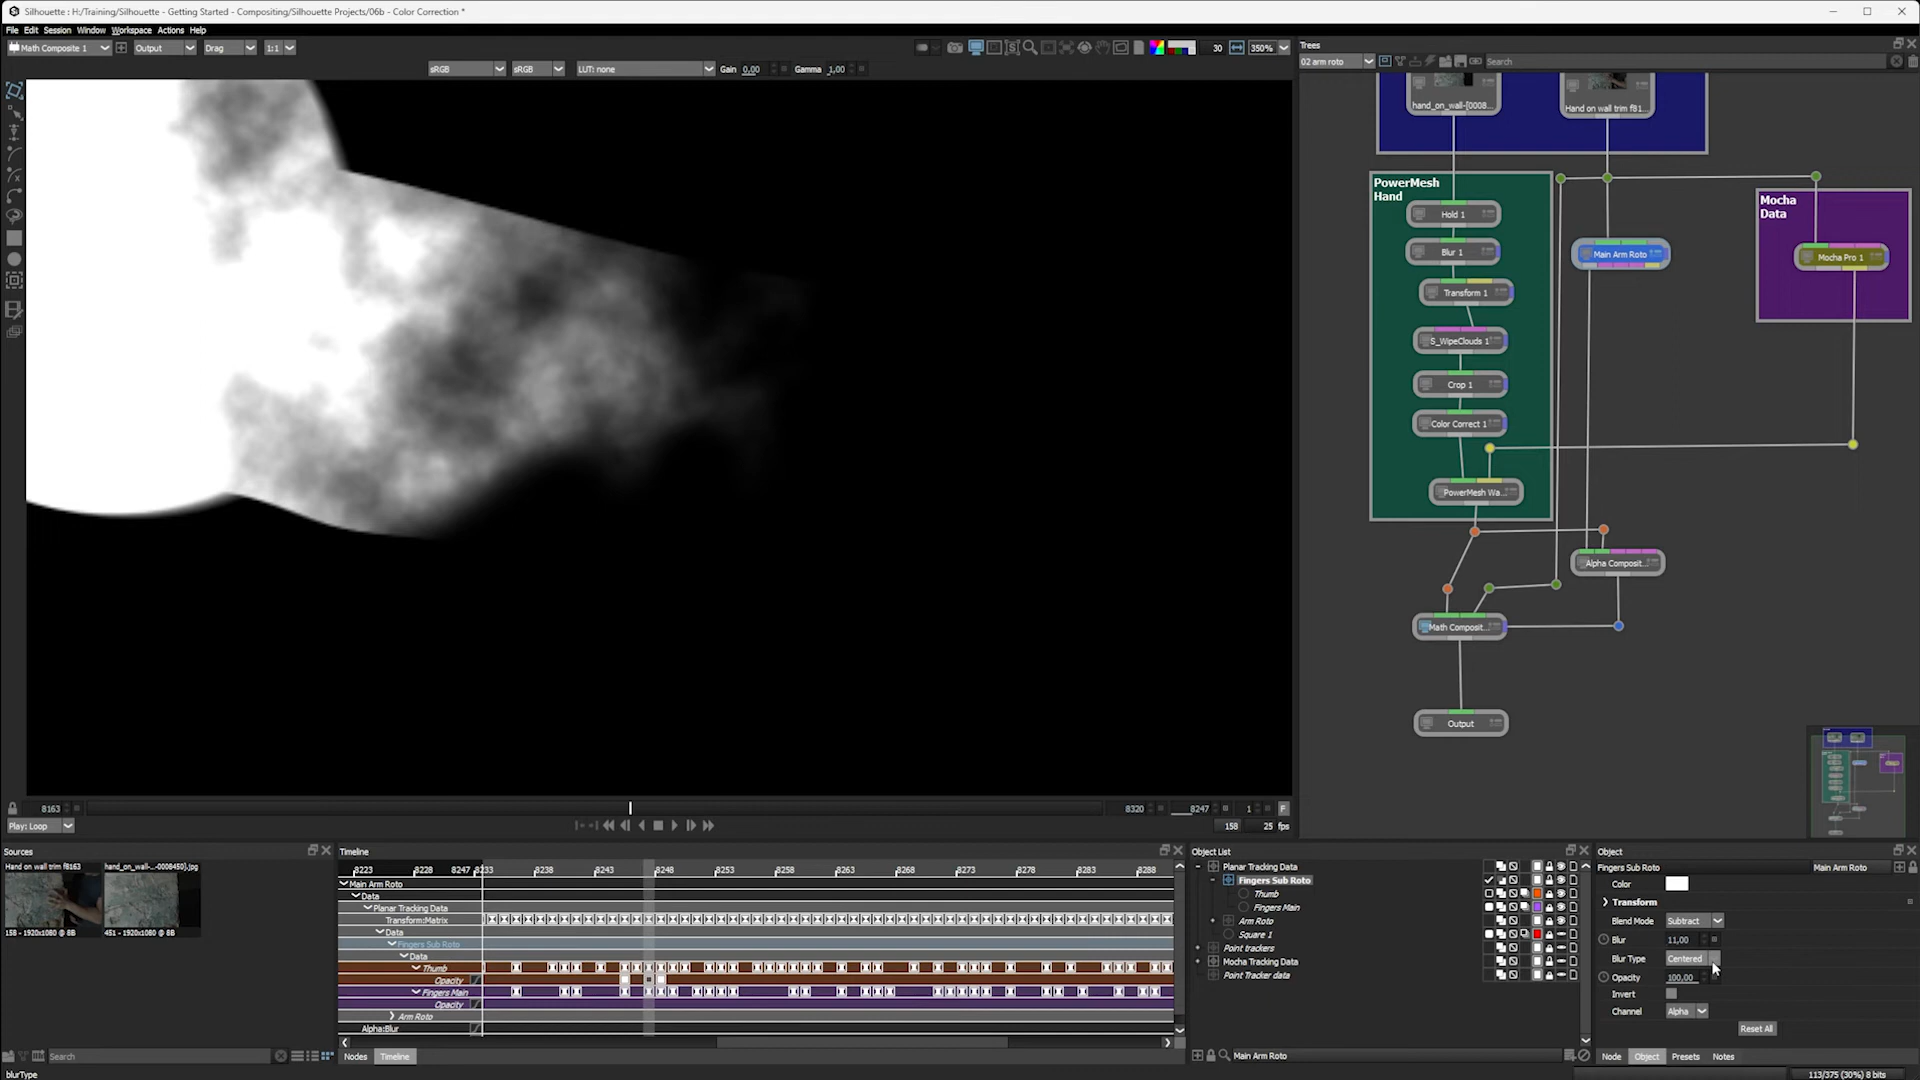 Silhouette : H:/Training/Silhouette - Getting Started - Compositing/Silhouette Projects/06b - Color Correction *
File Edit Session Window Workspace Actions Help
Math Composite 1 Output Drag 1:1 30 350%
sRGB sRGB LUT: none Gain 0,00 Gamma 1,00
Trees
02 arm roto Search
hand_on_wall-[0008...
Hand on wall trim f81...
PowerMesh
Hand
Hold 1
Blur 1
Transform 1
S_WipeClouds 1
Crop 1
Color Correct 1
PowerMesh Wa...
Main Arm Roto
Mocha
Data
Mocha Pro 1
Alpha Composit...
Math Composit...
Output
8163 8320 8247 1 F
Play: Loop 158 25 fps
Sources
Hand on wall trim f8163
hand_on_wall-...-0008450].jpg
158 - 1920x1080 @ 8B
451 - 1920x1080 @ 8B
Search
blurType
Timeline
8223 8228 8247 8233 8238 8243 8248 8253 8258 8263 8268 8273 8278 8283 8288
Main Arm Roto
Data
Planar Tracking Data
Transform:Matrix
Data
Fingers Sub Roto
Data
Thumb
Opacity
Fingers Main
Opacity
Arm Roto
Alpha:Blur
Nodes Timeline
Object List
Planar Tracking Data
Fingers Sub Roto
Thumb
Fingers Main
Arm Roto
Square 1
Point trackers
Mocha Tracking Data
Point Tracker data
Main Arm Roto
Object
Fingers Sub Roto Main Arm Roto
Color
Transform
Blend Mode Subtract
Blur 11,00
Blur Type Centered
Opacity 100,00
Invert
Channel Alpha
Reset All
Node Object Presets Notes
113/375 (30%) 8 bits